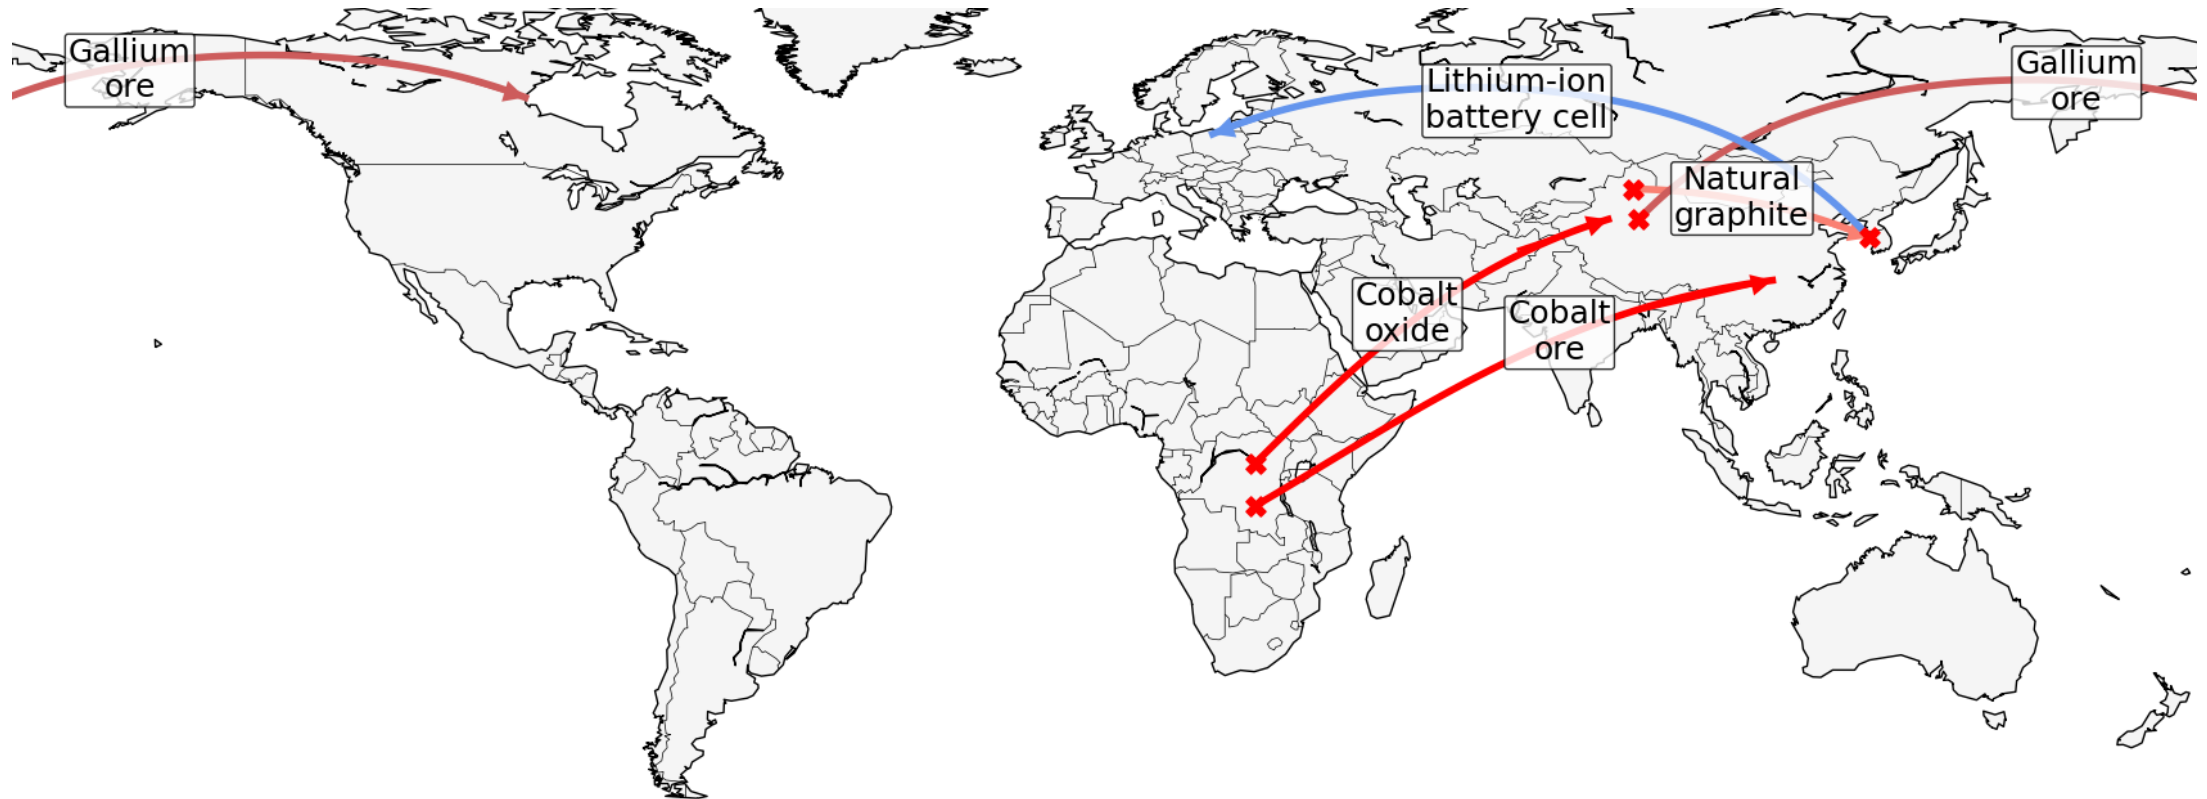 Gallium
ore
Lithium-ion
battery cell
Gallium
ore
Natural
graphite
Cobalt
oxide
Cobalt
ore